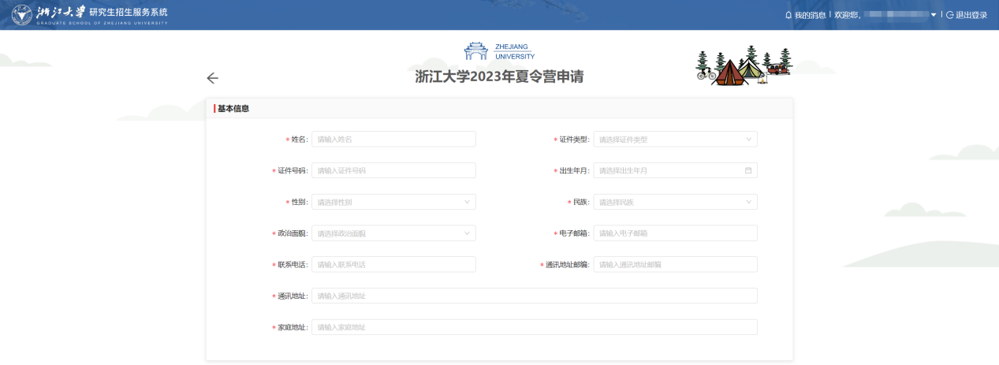 浙江大学 研究生招生服务系统
GRADUATE SCHOOL OF ZHEJIANG UNIVERSITY
我的消息 欢迎您, 退出登录
ZHEJIANG
UNIVERSITY
浙江大学2023年夏令营申请
基本信息
* 姓名: 请输入姓名 * 证件类型: 请选择证件类型
* 证件号码: 请输入证件号码 * 出生年月: 请选择出生年月
* 性别: 请选择性别 * 民族: 请选择民族
* 政治面貌: 请选择政治面貌 * 电子邮箱: 请输入电子邮箱
* 联系电话: 请输入联系电话 * 通讯地址邮编: 请输入通讯地址邮编
* 通讯地址: 请输入通讯地址
* 家庭地址: 请输入家庭地址